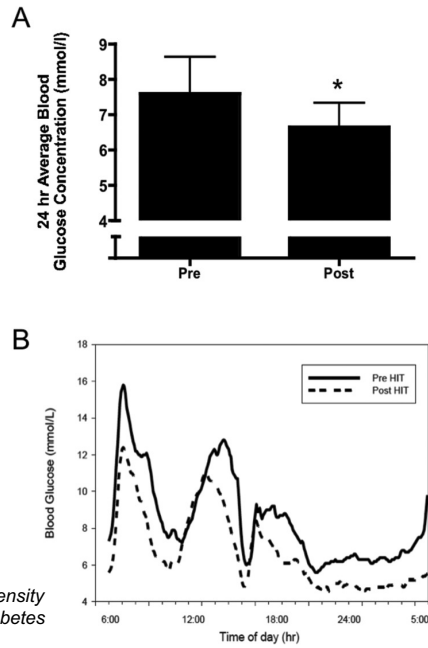 A
24 hr Average Blood
Glucose Concentration (mmol/l)
9
8
7
6
5
4
*
Pre
Post
B
Blood Glucose (mmol/L)
18
16
14
12
10
8
6
4
Pre HIT
Post HIT
6:00
12:00
18:00
24:00
5:00
Time of day (hr)
ensity
betes